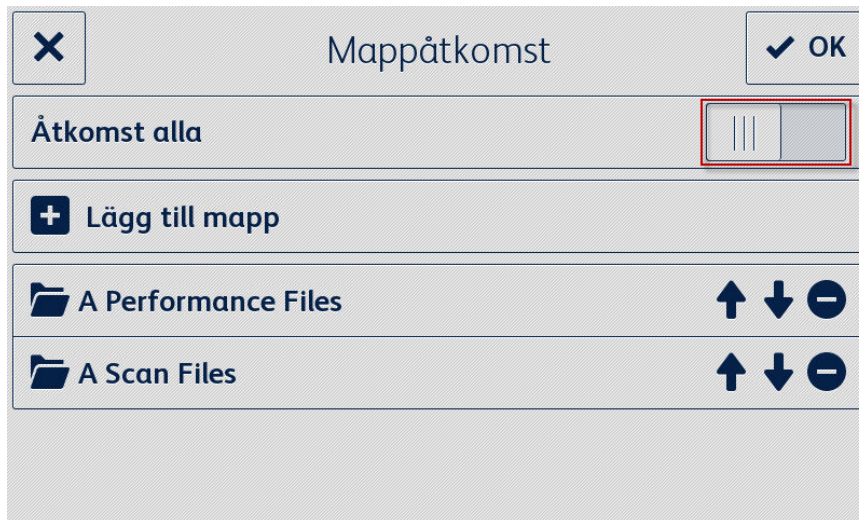 Mappåtkomst
OK
Åtkomst alla
Lägg till mapp
A Performance Files
A Scan Files